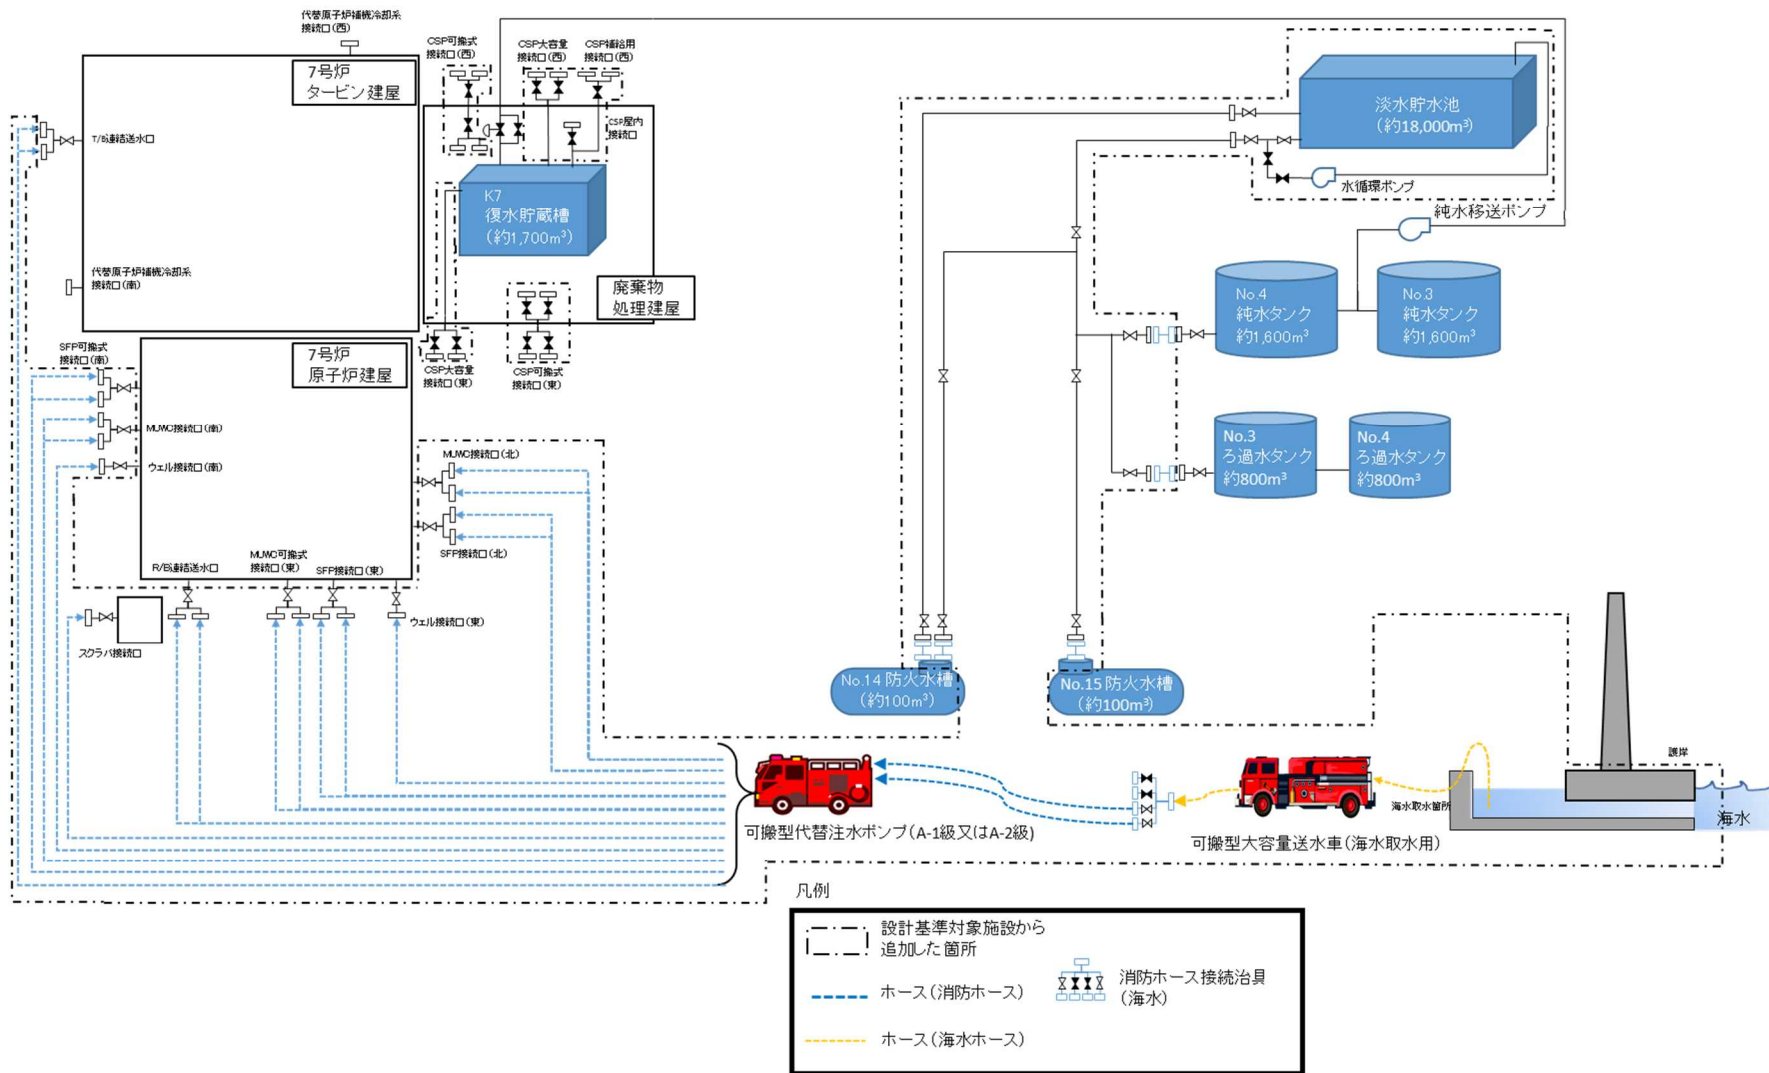 代替原子炉補機冷却系
接続口(西)
7号炉
タービン建屋
T/B連結送水口
代替原子炉補機冷却系
接続口(南)
CSP可搬式
接続口(西)
CSP大容量
接続口(西)
CSP補給用
接続口(西)
CSP屋内
接続口
K7
復水貯蔵槽
(約1,700m³)
廃棄物
処理建屋
CSP大容量
接続口(東)
CSP可搬式
接続口(東)
淡水貯水池
(約18,000m³)
水循環ポンプ
純水移送ポンプ
No.4
純水タンク
約1,600m³
No.3
純水タンク
約1,600m³
No.3
ろ過水タンク
約800m³
No.4
ろ過水タンク
約800m³
7号炉
原子炉建屋
SFP可搬式
接続口(南)
MUWC接続口(南)
ウェル接続口(南)
MUWC接続口(北)
SFP接続口(北)
R/B連結送水口
MUWC可搬式
接続口(東)
SFP接続口(東)
ウェル接続口(東)
スクラバ接続口
No.14 防火水槽
(約100m³)
No.15 防火水槽
(約100m³)
可搬型代替注水ポンプ(A-1級又はA-2級)
可搬型大容量送水車(海水取水用)
海水取水箇所
護岸
海水
凡例
設計基準対象施設から
追加した箇所
ホース(消防ホース)
ホース(海水ホース)
消防ホース接続治具
(海水)